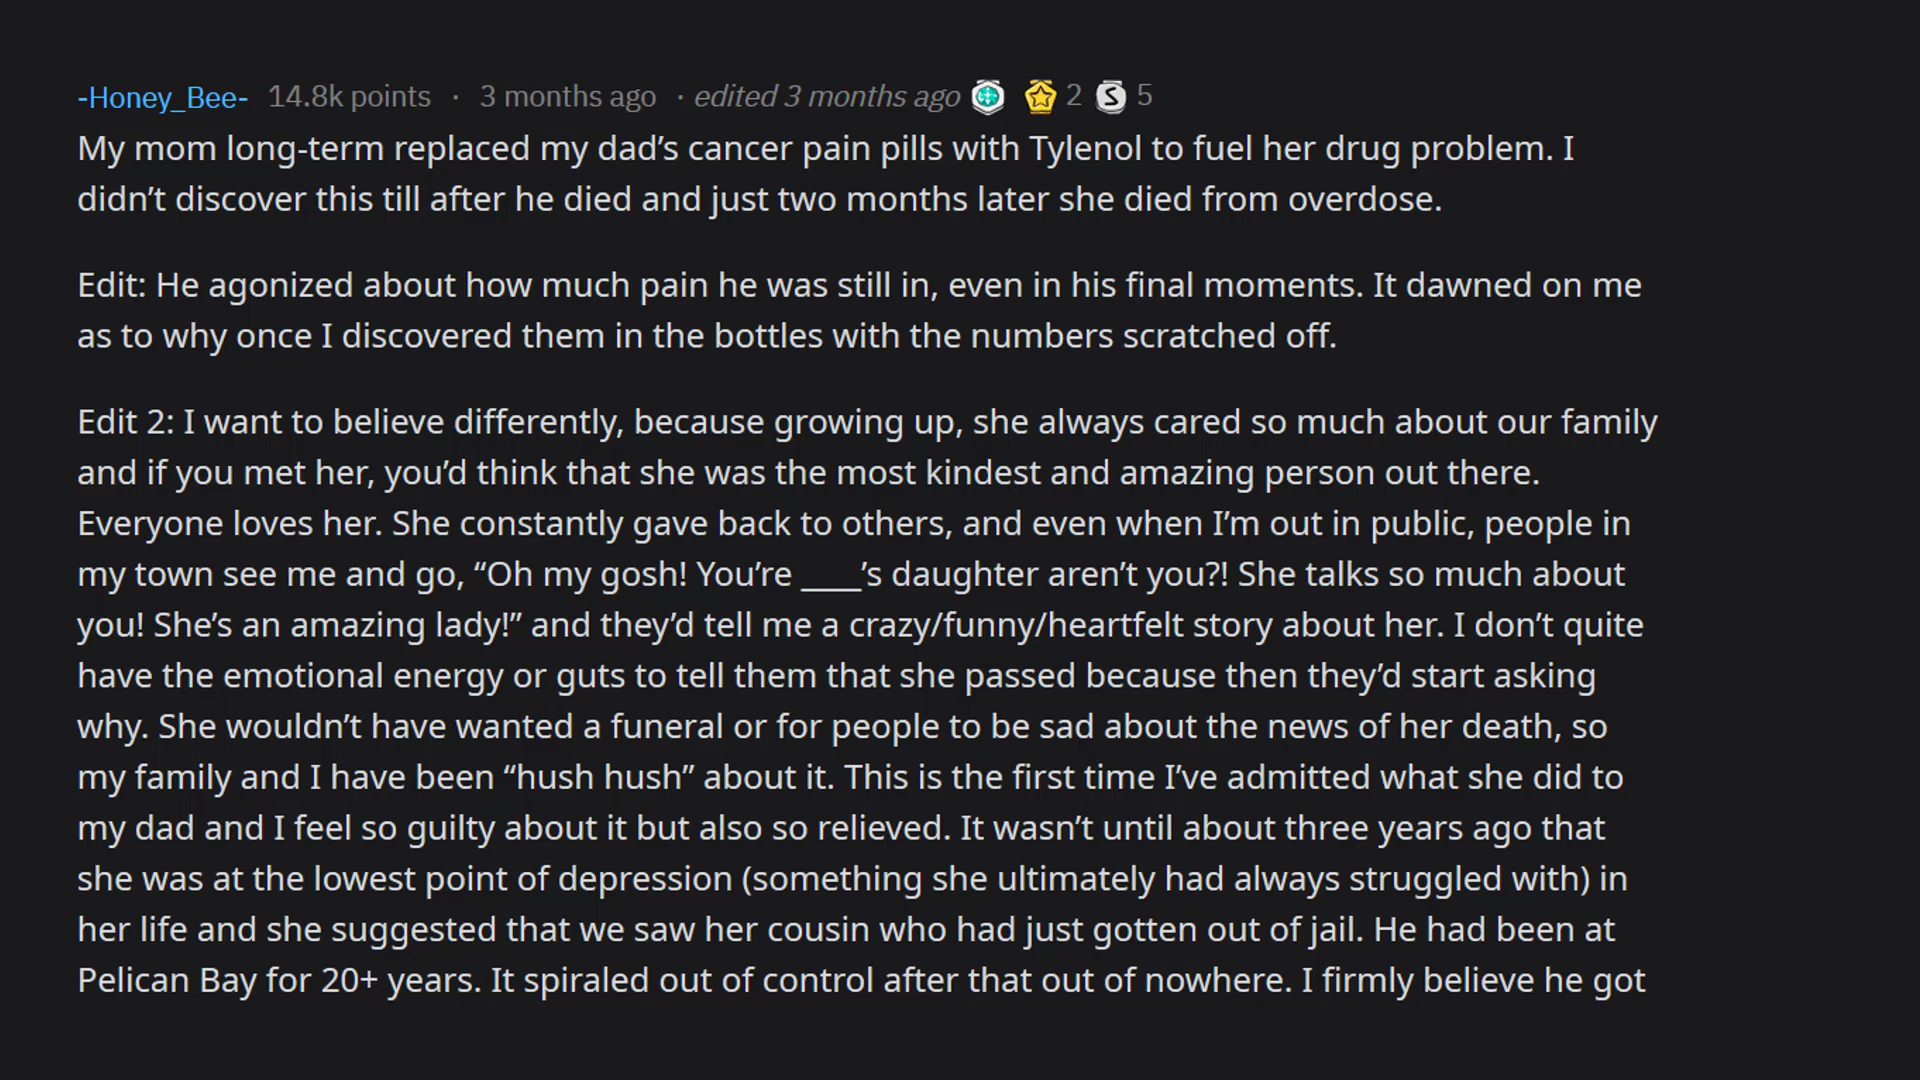 -Honey_Bee- 14.8k points · 3 months ago · edited 3 months ago 2 S 5
My mom long-term replaced my dad’s cancer pain pills with Tylenol to fuel her drug problem. I
didn’t discover this till after he died and just two months later she died from overdose.
Edit: He agonized about how much pain he was still in, even in his final moments. It dawned on me
as to why once I discovered them in the bottles with the numbers scratched off.
Edit 2: I want to believe differently, because growing up, she always cared so much about our family
and if you met her, you’d think that she was the most kindest and amazing person out there.
Everyone loves her. She constantly gave back to others, and even when I’m out in public, people in
my town see me and go, “Oh my gosh! You’re ____’s daughter aren’t you?! She talks so much about
you! She’s an amazing lady!” and they’d tell me a crazy/funny/heartfelt story about her. I don’t quite
have the emotional energy or guts to tell them that she passed because then they’d start asking
why. She wouldn’t have wanted a funeral or for people to be sad about the news of her death, so
my family and I have been “hush hush” about it. This is the first time I’ve admitted what she did to
my dad and I feel so guilty about it but also so relieved. It wasn’t until about three years ago that
she was at the lowest point of depression (something she ultimately had always struggled with) in
her life and she suggested that we saw her cousin who had just gotten out of jail. He had been at
Pelican Bay for 20+ years. It spiraled out of control after that out of nowhere. I firmly believe he got